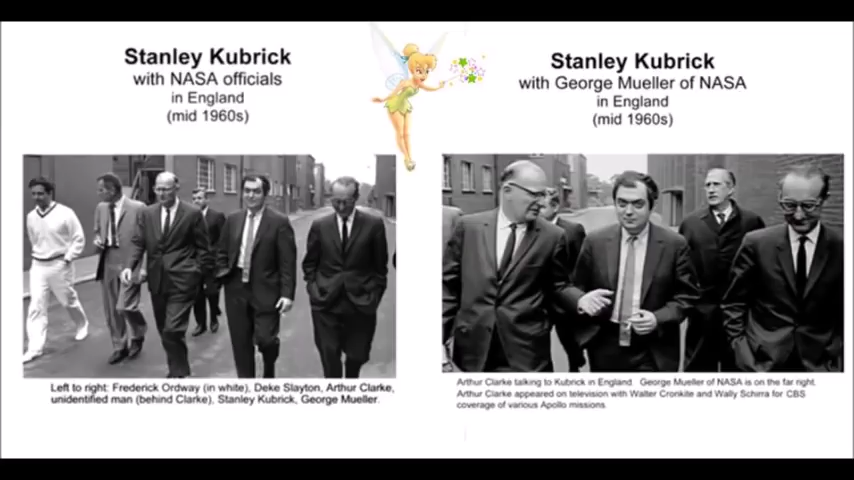 Stanley Kubrick
with NASA officials
in England
(mid 1960s)
Left to right: Frederick Ordway (in white), Deke Slayton, Arthur Clarke,
unidentified man (behind Clarke), Stanley Kubrick, George Mueller.
Stanley Kubrick
with George Mueller of NASA
in England
(mid 1960s)
Arthur Clarke talking to Kubrick in England. George Mueller of NASA is on the far right.
Arthur Clarke appeared on television with Walter Cronkite and Wally Schirra for CBS
coverage of various Apollo missions.